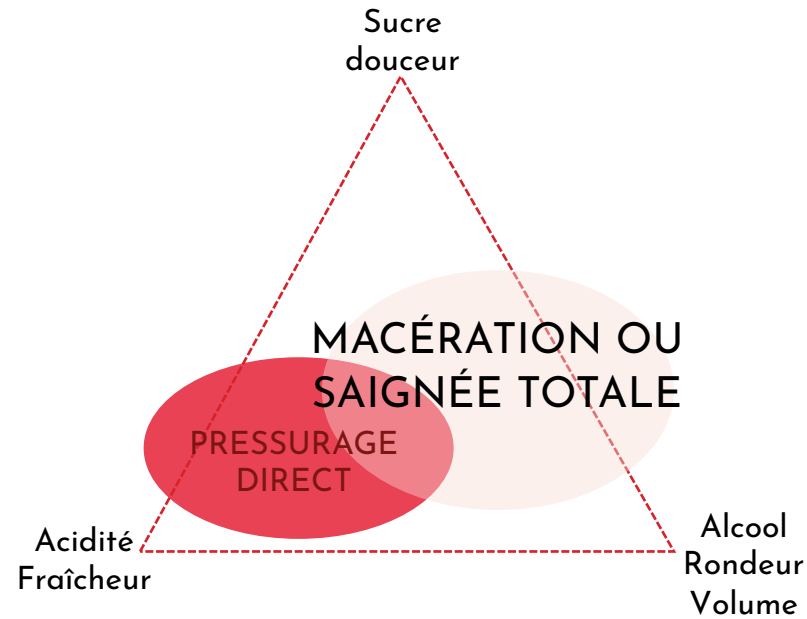 Sucre
douceur
MACÉRATION OU
SAIGNÉE TOTALE
PRESSURAGE
DIRECT
Acidité
Fraîcheur
Alcool
Rondeur
Volume